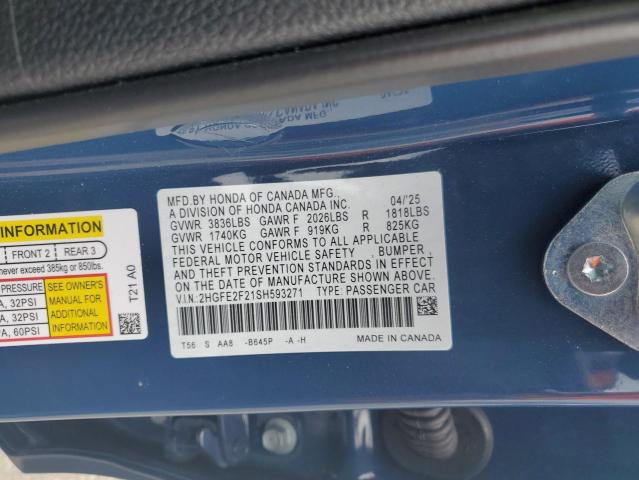 MFD.BY HONDA OF CANADA MFG.,
A DIVISION OF HONDA CANADA INC. 04/'25
GVWR 3836LBS GAWR F 2026LBS R 1818LBS
GVWR 1740KG GAWR F 919KG R 825KG
THIS VEHICLE CONFORMS TO ALL APPLICABLE
FEDERAL MOTOR VEHICLE SAFETY , BUMPER,
AND THEFT PREVENTION STANDARDS IN EFFECT
ON THE DATE OF MANUFACTURE SHOWN ABOVE.
V.I.N.:2HGFE2F21SH593271 TYPE PASSENGER CAR
T56 S AA8 -B645P -A -H MADE IN CANADA
INFORMATION
FRONT 2 REAR 3
never exceed 385kg or 850lbs.
PRESSURE SEE OWNER'S
A, 32PSI MANUAL FOR
A, 32PSI ADDITIONAL
A, 60PSI INFORMATION
T21 A0